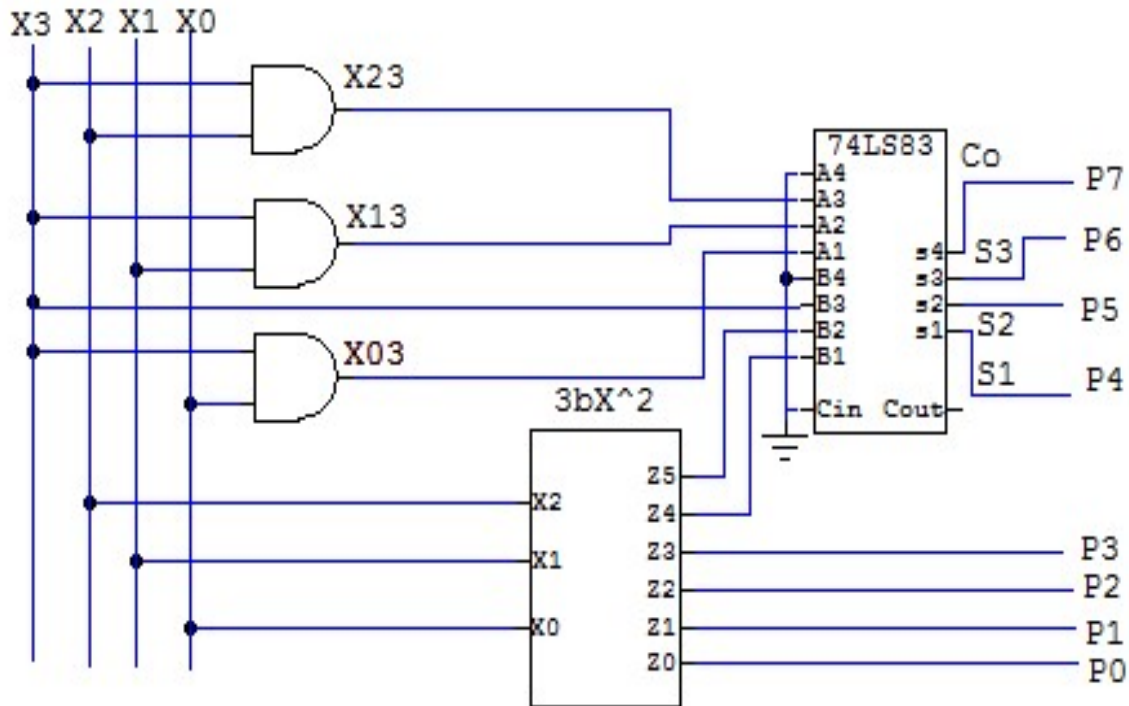 X3 X2 X1 X0
X23
74LS83
Co
P7
A4
A3
X13
A2
P6
A1
s4
S3
B4
s3
B3
s2
P5
B2
s1
S2
X03
B1
S1
P4
3bX^2
Cin Cout
Z5
X2
Z4
Z3
P3
X1
Z2
P2
X0
Z1
P1
Z0
P0